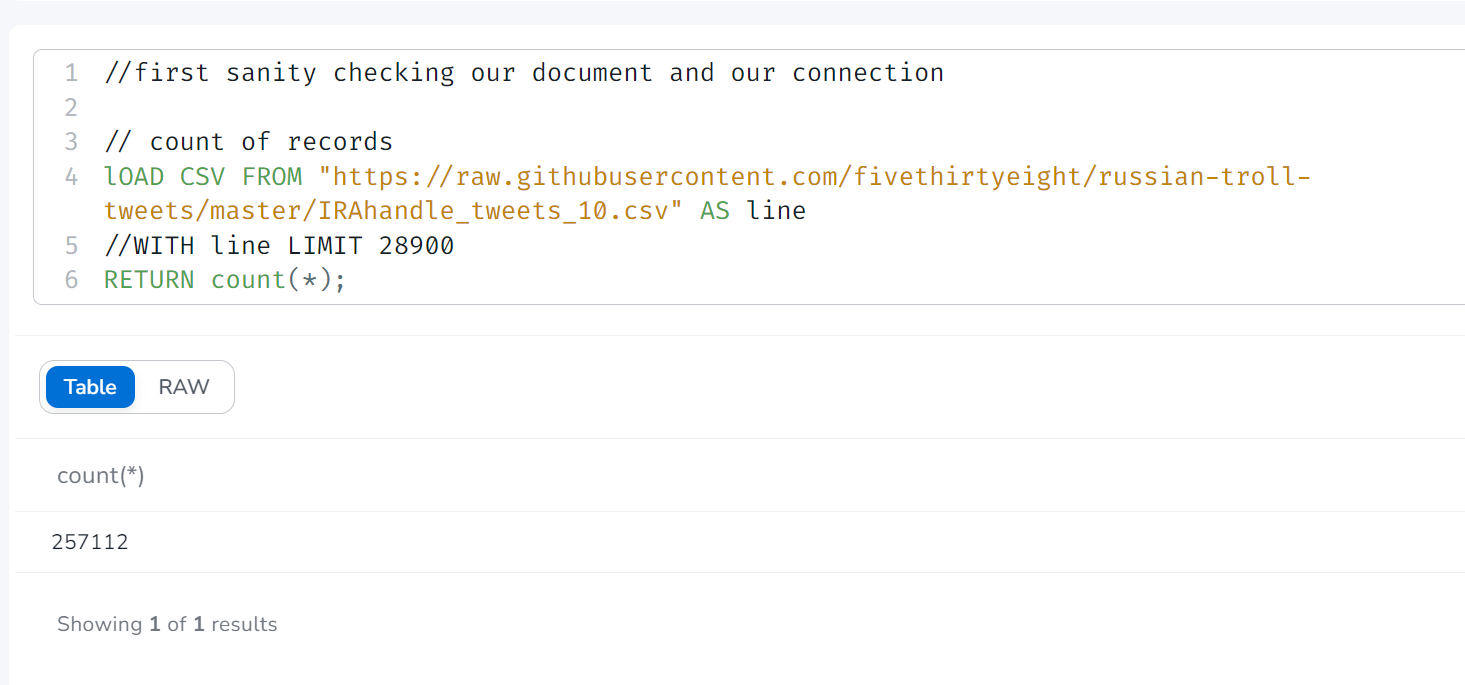 1 //first sanity checking our document and our connection
2
3 // count of records
4 lOAD CSV FROM "https://raw.githubusercontent.com/fivethirtyeight/russian-troll-
tweets/master/IRAhandle_tweets_10.csv" AS line
5 //WITH line LIMIT 28900
6 RETURN count(*);
Table RAW
count(*)
257112
Showing 1 of 1 results